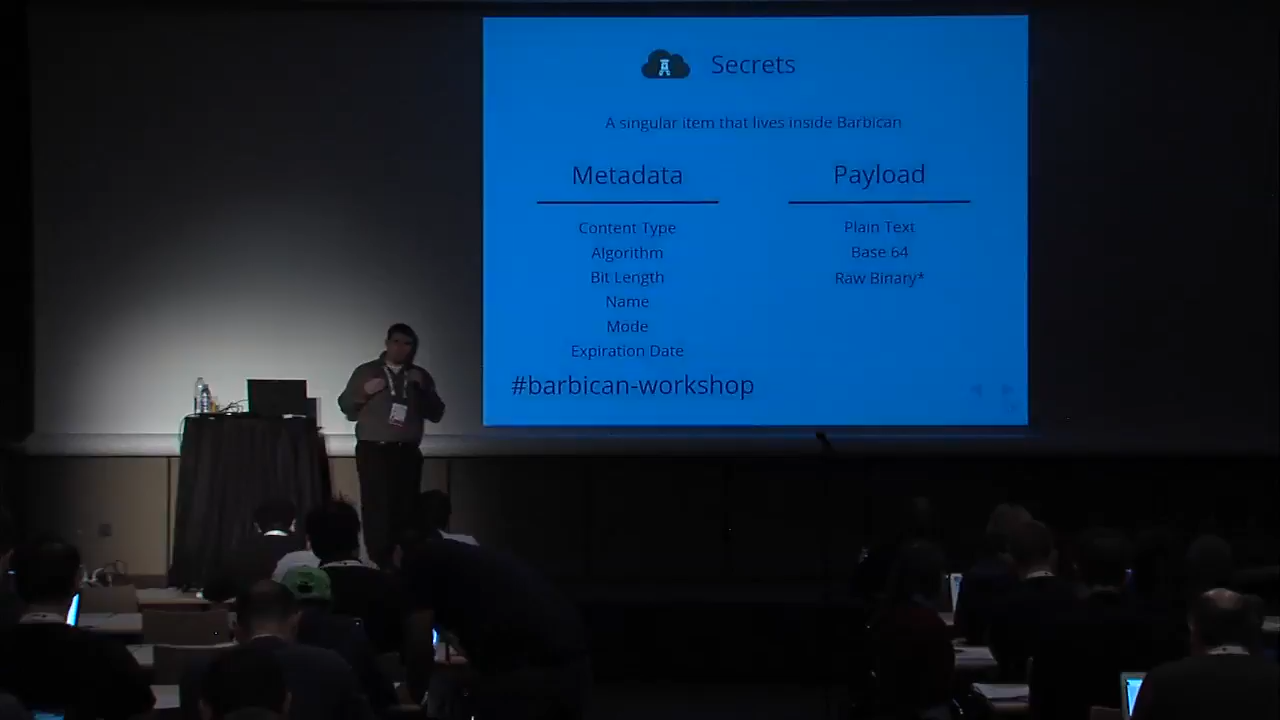 Secrets
A singular item that lives inside Barbican
Metadata
Content Type
Algorithm
Bit Length
Name
Mode
Expiration Date
Payload
Plain Text
Base 64
Raw Binary*
#barbican-workshop